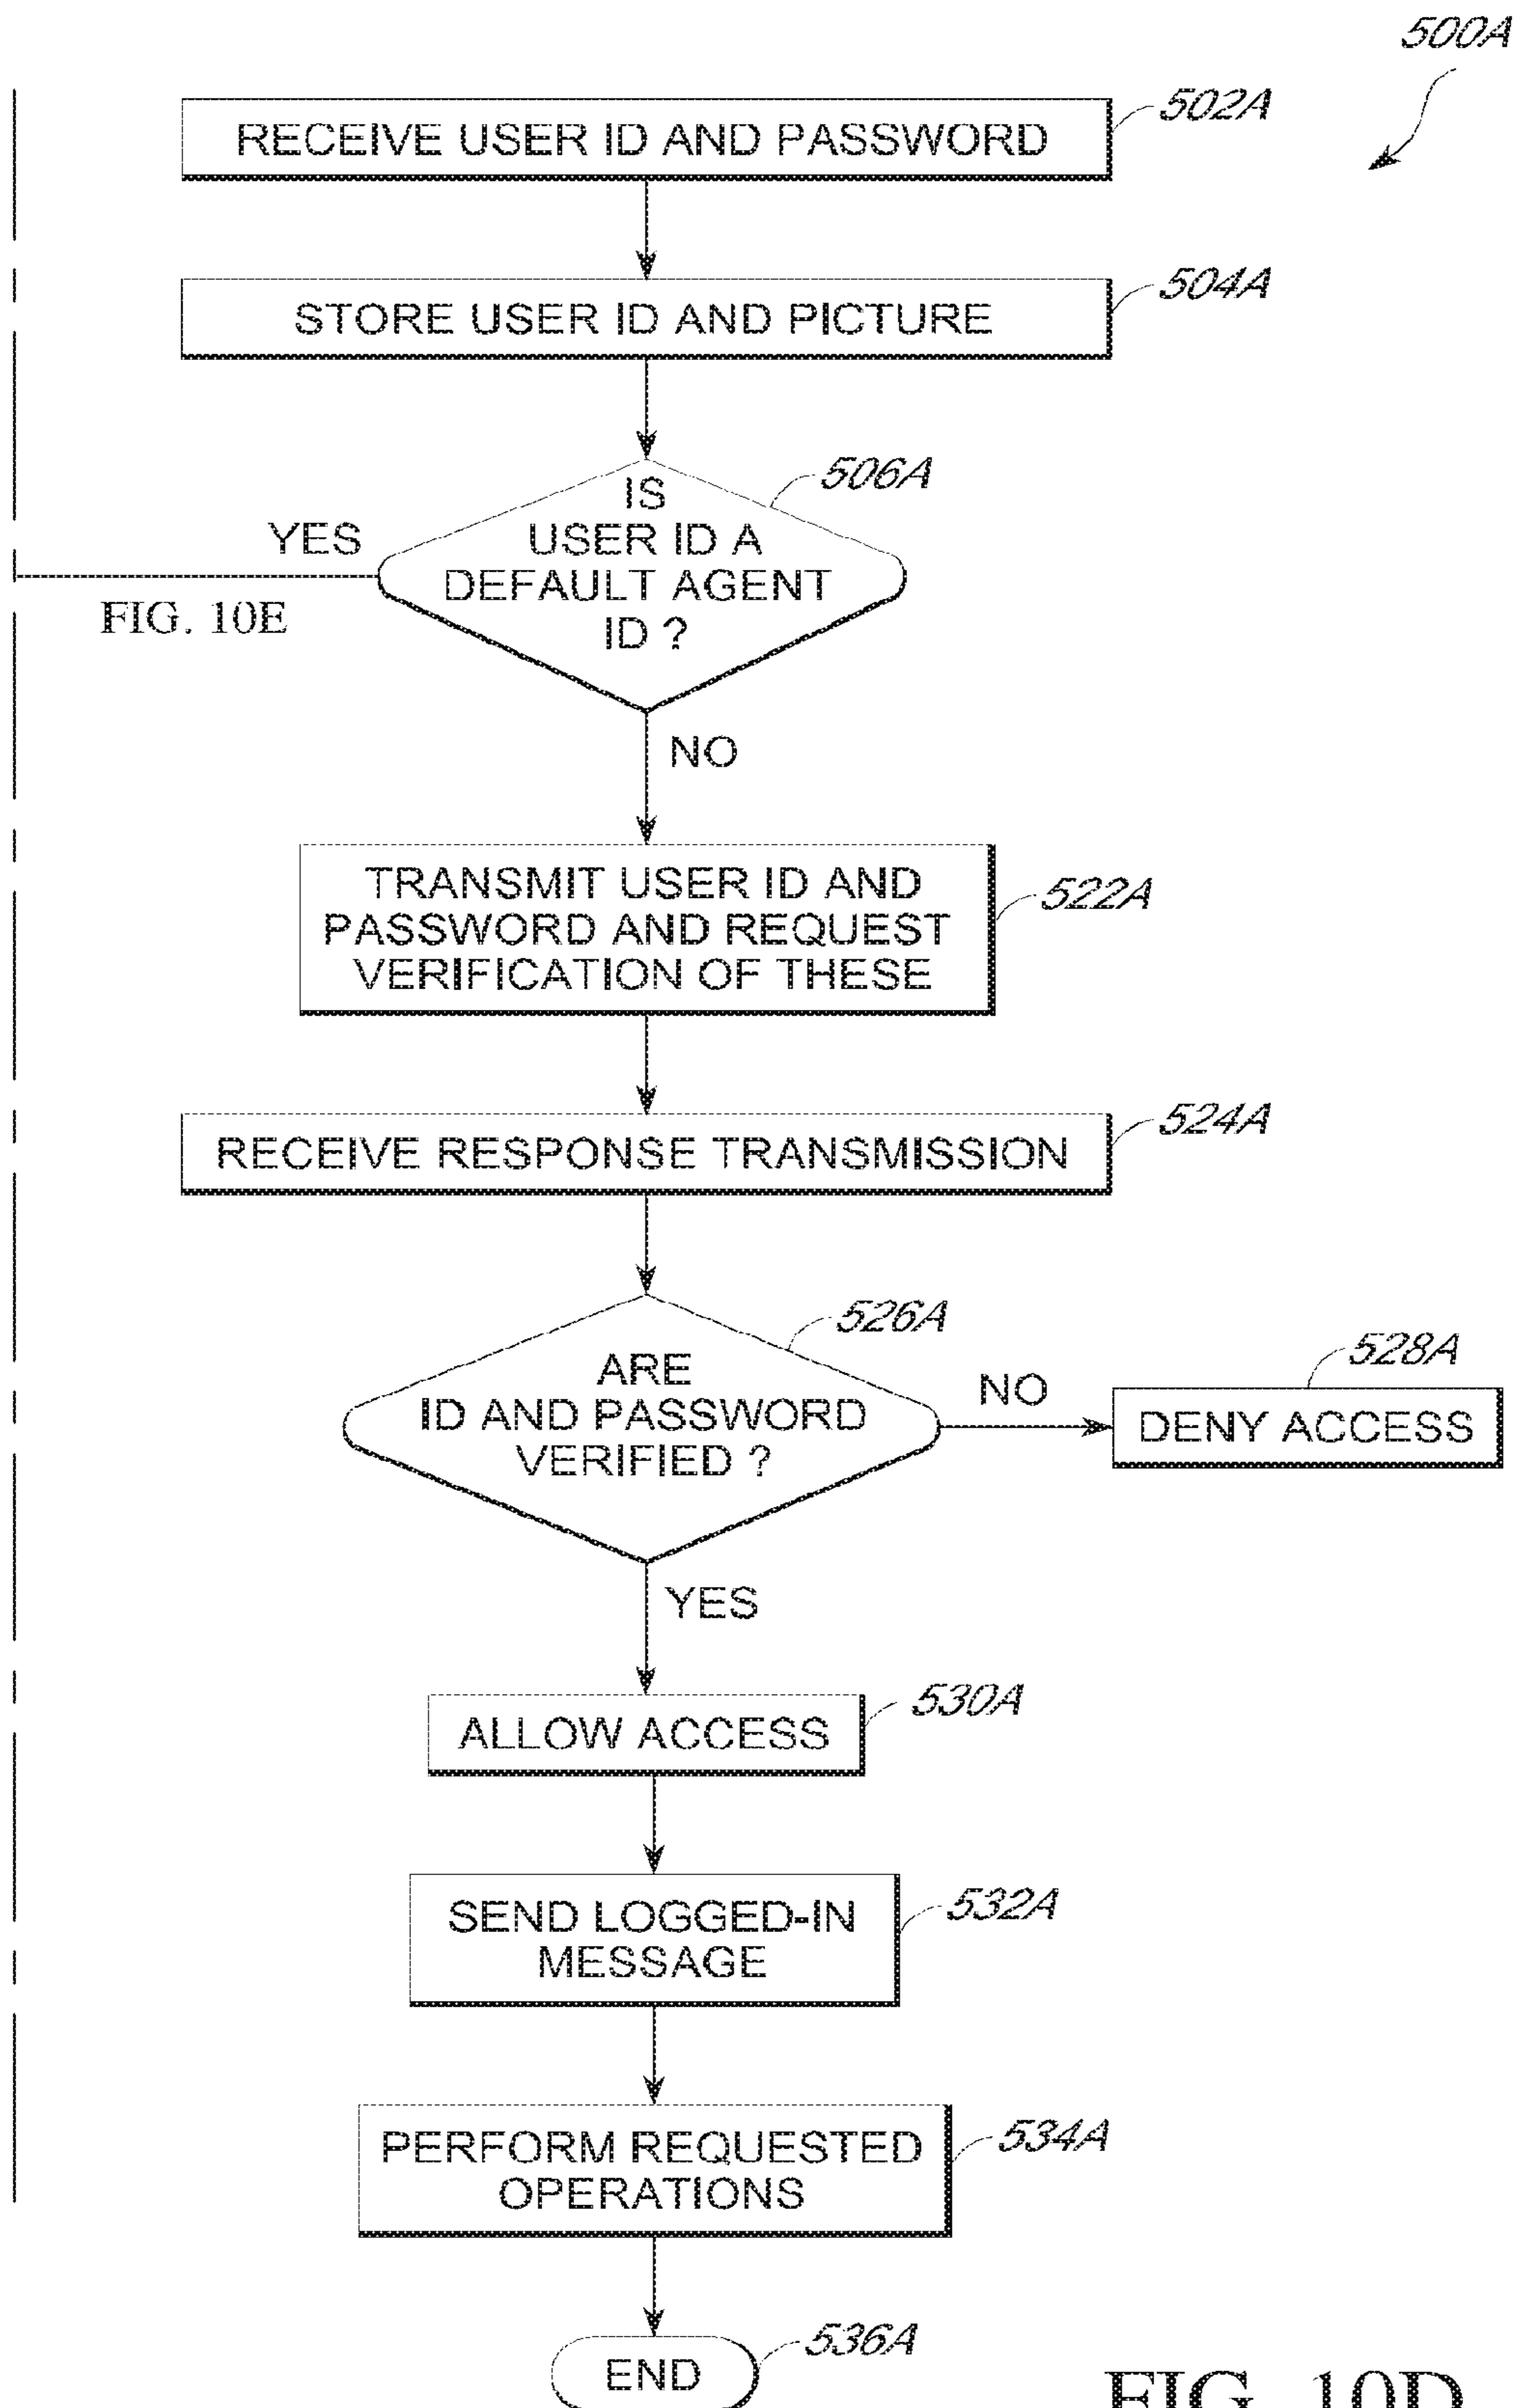 500A
502A
RECEIVE USER ID AND PASSWORD
504A
STORE USER ID AND PICTURE
506A
IS
USER ID A
DEFAULT AGENT
ID ?
YES
FIG. 10E
NO
522A
TRANSMIT USER ID AND
PASSWORD AND REQUEST
VERIFICATION OF THESE
524A
RECEIVE RESPONSE TRANSMISSION
526A
ARE
ID AND PASSWORD
VERIFIED ?
NO
528A
DENY ACCESS
YES
530A
ALLOW ACCESS
532A
SEND LOGGED-IN
MESSAGE
534A
PERFORM REQUESTED
OPERATIONS
536A
END
FIG. 10D